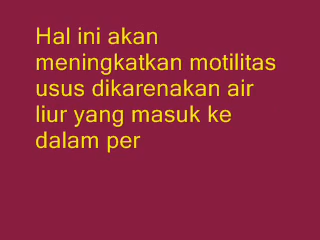 Hal ini akan
meningkatkan motilitas
usus dikarenakan air
liur yang masuk ke
dalam per